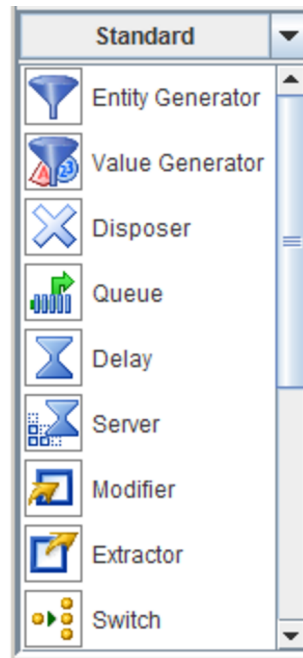 Standard
Entity Generator
Value Generator
Disposer
Queue
Delay
Server
Modifier
Extractor
Switch